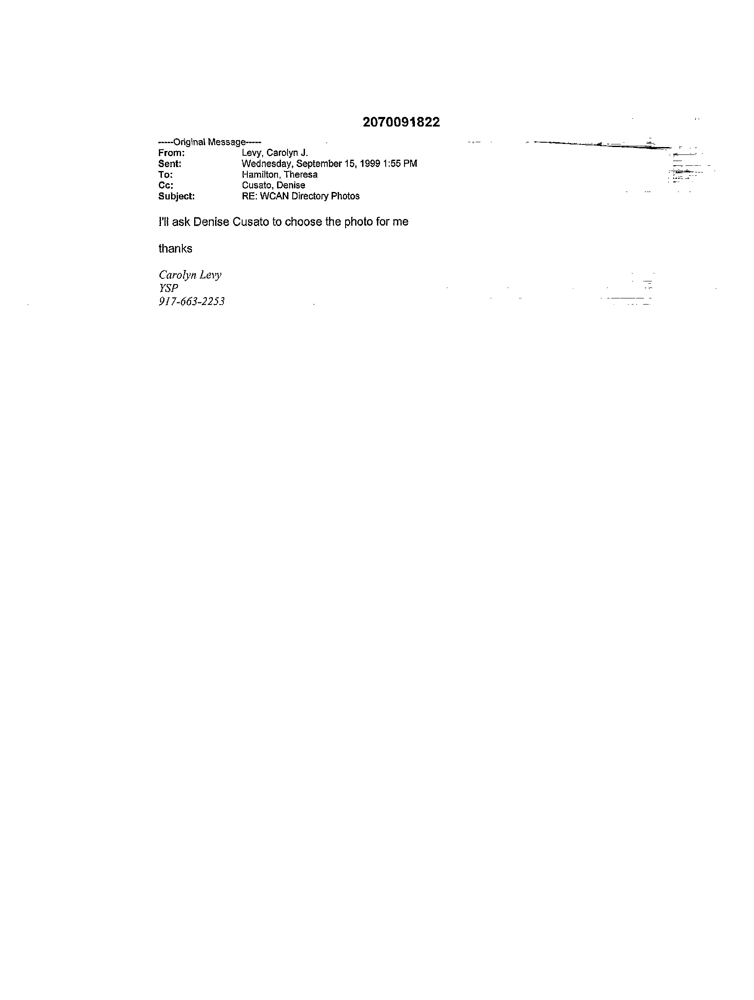 2070091822
-----Original Message-----
From: Levy, Carolyn J.
Sent: Wednesday, September 15, 1999 1:55 PM
To: Hamilton, Theresa
Cc: Cusato, Denise
Subject: RE: WCAN Directory Photos
I'll ask Denise Cusato to choose the photo for me
thanks
Carolyn Levy
YSP
917-663-2253